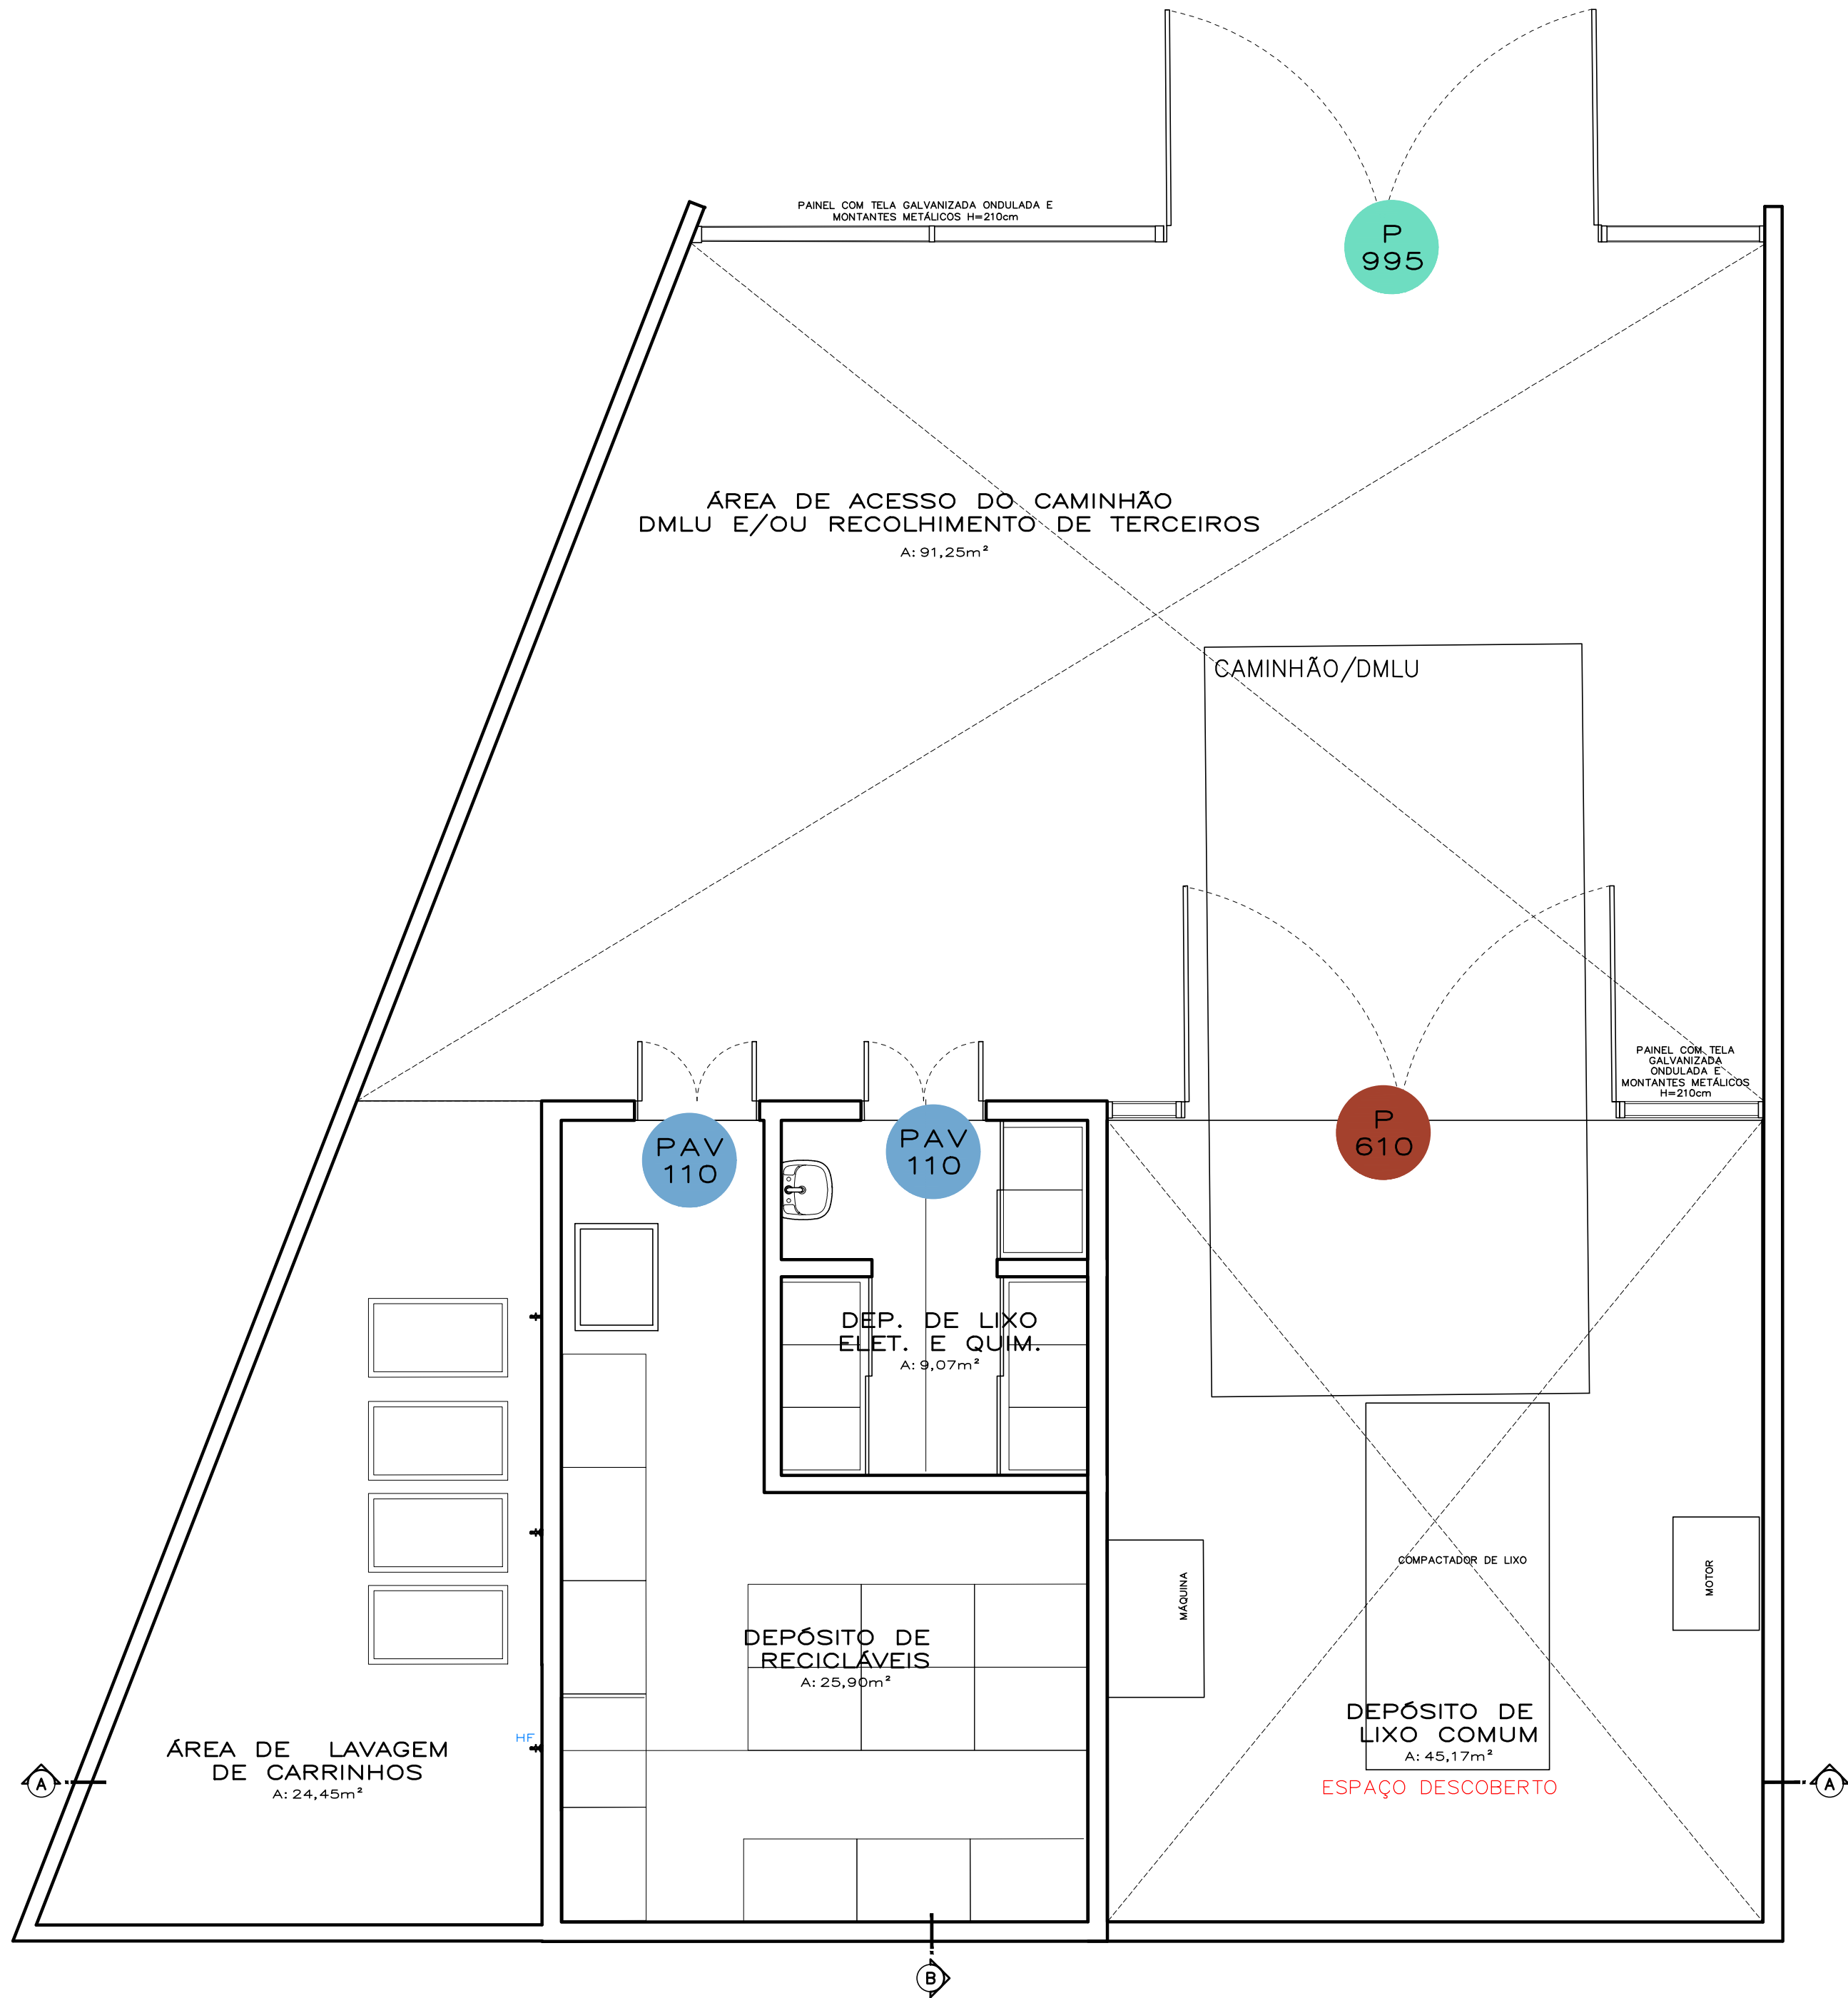 PAINEL COM TELA GALVANIZADA ONDULADA E
MONTANTES METÁLICOS H=210cm
P
995
ÁREA DE ACESSO DO CAMINHÃO
DMLU E/OU RECOLHIMENTO DE TERCEIROS
A: 91,25m²
CAMINHÃO/DMLU
PAINEL COM TELA
GALVANIZADA
ONDULADA E
MONTANTES METÁLICOS
H=210cm
PAV
110
PAV
110
P
610
DEP. DE LIXO
ELET. E QUIM.
A: 9,07m²
COMPACTADOR DE LIXO
MÁQUINA
MOTOR
DEPÓSITO DE
RECICLÁVEIS
A: 25,90m²
DEPÓSITO DE
LIXO COMUM
A: 45,17m²
ESPAÇO DESCOBERTO
HF
ÁREA DE LAVAGEM
DE CARRINHOS
A: 24,45m²
A
A
B